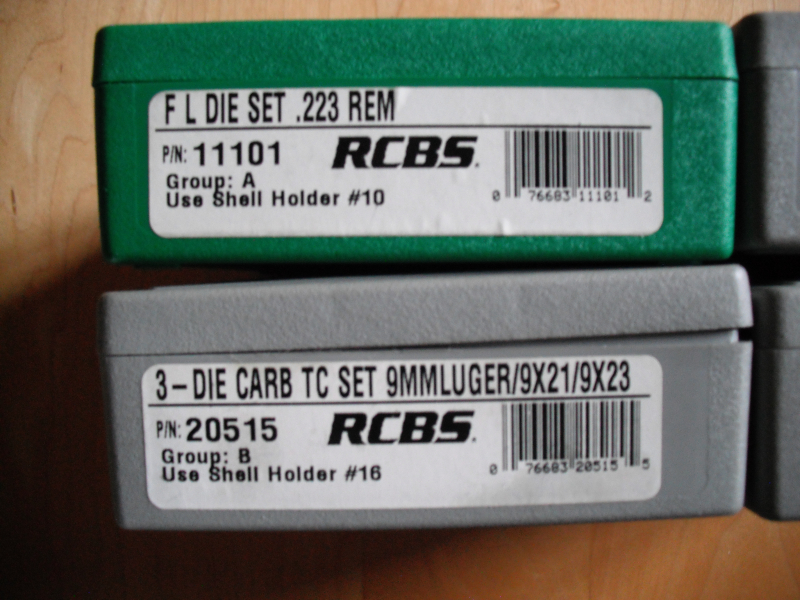 F L DIE SET .223 REM
P/N: 11101 RCBS.
Group: A
Use Shell Holder #10
0 76683 11101 2
3-DIE CARB TC SET 9MMLUGER/9X21/9X23
P/N: 20515 RCBS.
Group: B
Use Shell Holder #16
0 76683 20515 5